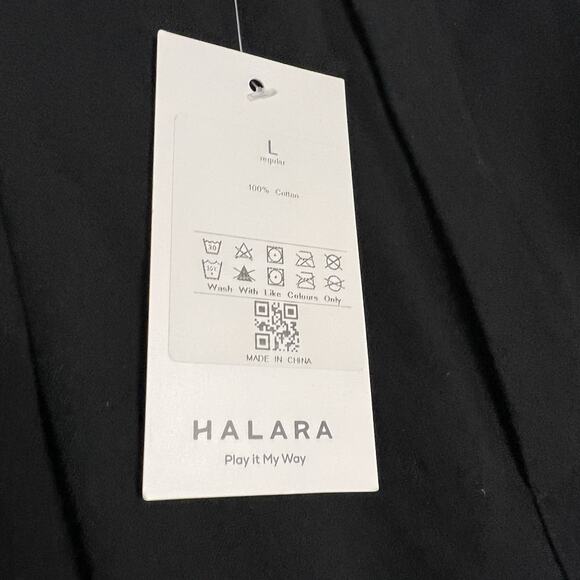 L
regular
100% Cotton
30
Wash With Like Colours Only
MADE IN CHINA
HALARA
Play it My Way